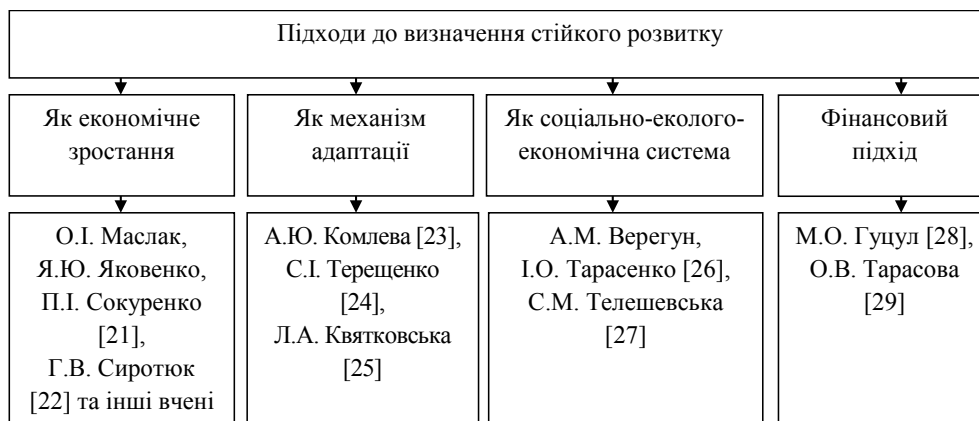 Підходи до визначення стійкого розвитку
Як економічне
зростання
Як механізм
адаптації
Як соціально-еколого-
економічна система
Фінансовий
підхід
О.І. Маслак,
Я.Ю. Яковенко,
П.І. Сокуренко
[21],
Г.В. Сиротюк
[22] та інші вчені
А.Ю. Комлева [23],
С.І. Терещенко
[24],
Л.А. Квятковська
[25]
А.М. Верегун,
І.О. Тарасенко [26],
С.М. Телешевська
[27]
М.О. Гуцул [28],
О.В. Тарасова
[29]